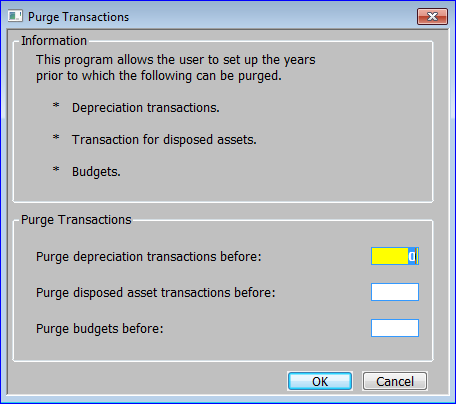 Purge Transactions
Information
This program allows the user to set up the years
prior to which the following can be purged.
* Depreciation transactions.
* Transaction for disposed assets.
* Budgets.
Purge Transactions
Purge depreciation transactions before: 0
Purge disposed asset transactions before:
Purge budgets before:
OK Cancel